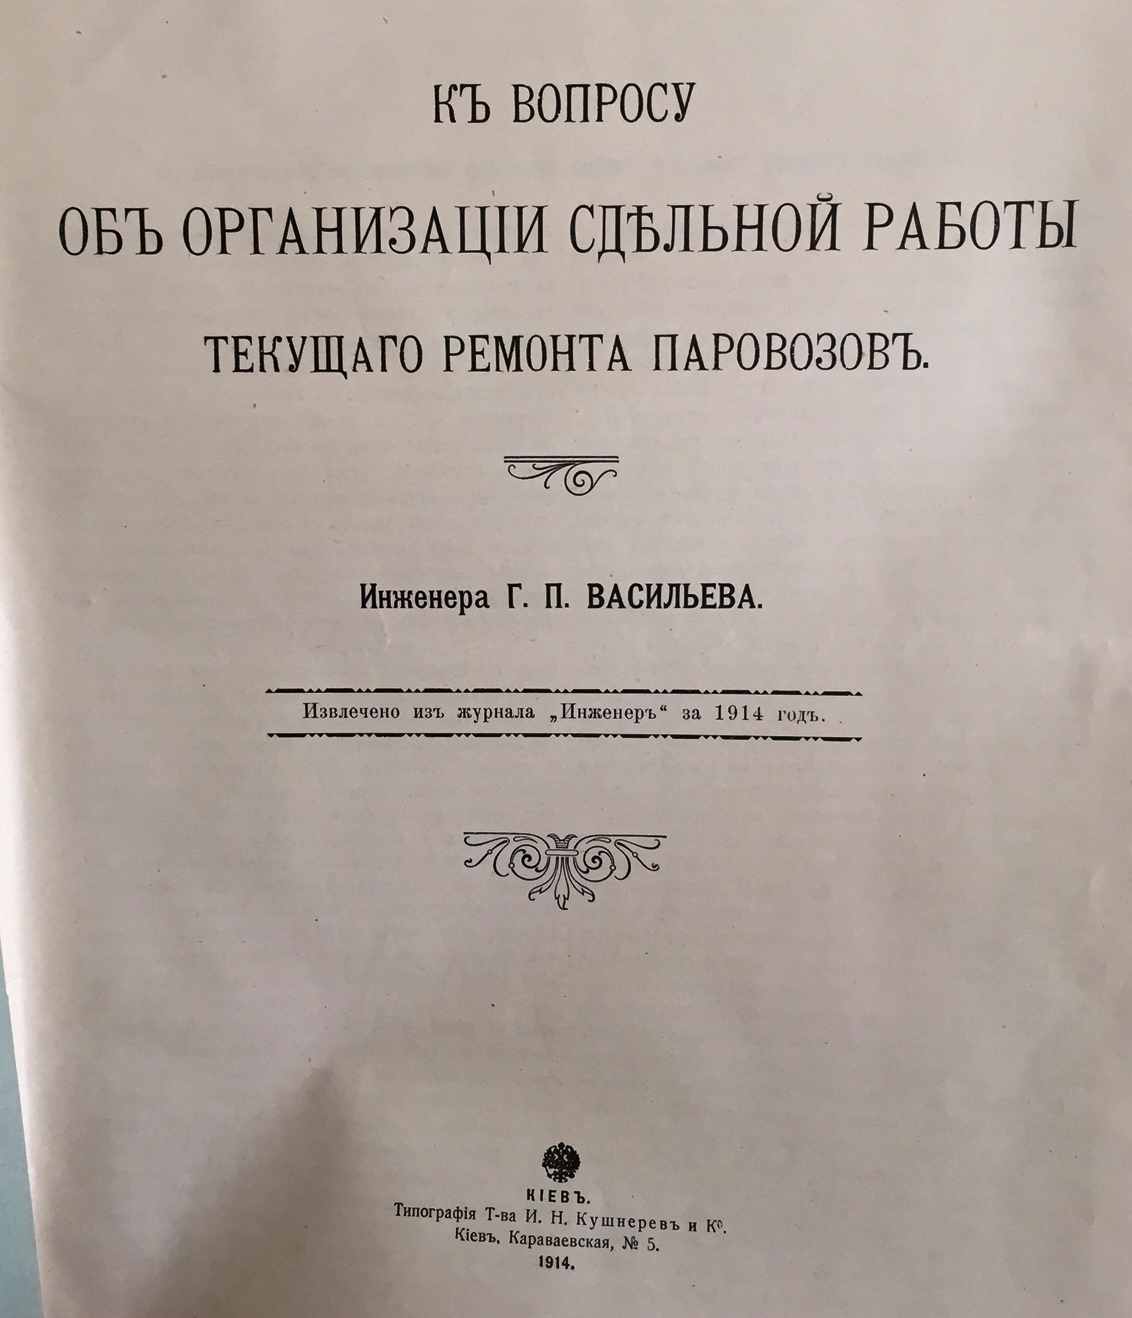 КЪ ВОПРОСУ
ОБЪ ОРГАНИЗАЦІИ СДѢЛЬНОЙ РАБОТЫ
ТЕКУЩАГО РЕМОНТА ПАРОВОЗОВЪ.
Инженера Г. П. ВАСИЛЬЕВА.
Извлечено изъ журнала „Инженеръ“ за 1914 годъ.
КІЕВЪ.
Типографія Т-ва И. Н. Кушнеревъ и Кº.
Кіевъ, Караваевская, № 5.
1914.